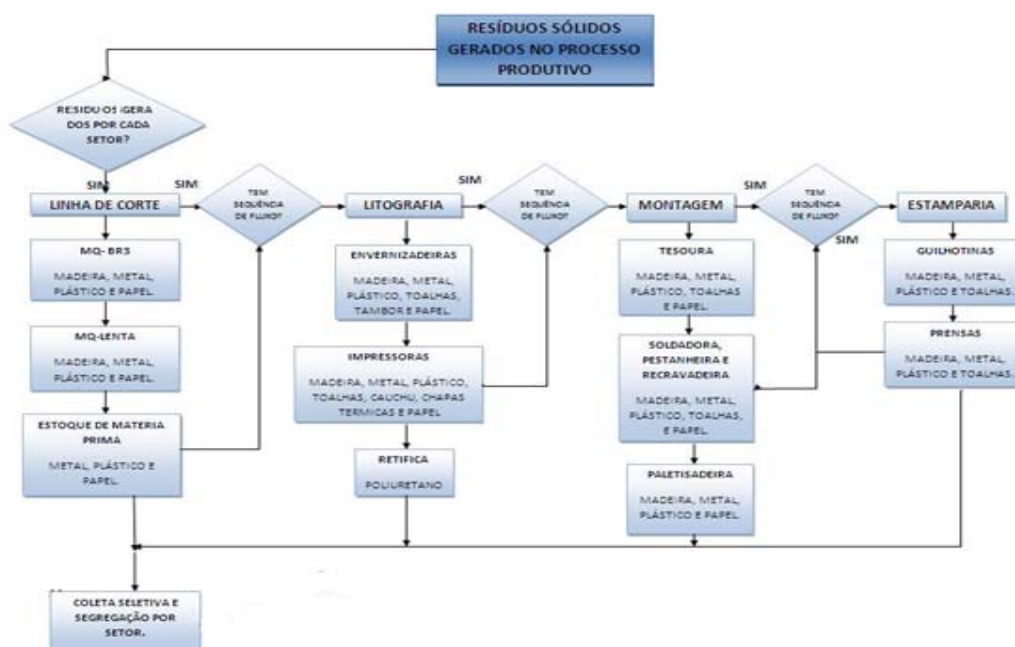 RESÍDUOS SÓLIDOS
GERADOS NO PROCESSO
PRODUTIVO
RESIDUOS GERA
DOS POR CADA
SETOR?
SIM
LINHA DE CORTE
SIM
TEM
SEQUÊNCIA
DE FLUXO?
LITOGRAFIA
SIM
TEM
SEQUÊNCIA
DE FLUXO?
MONTAGEM
SIM
TEM
SEQUÊNCIA
DE FLUXO?
SIM
ESTAMPARIA
MQ- BR3
MADEIRA, METAL,
PLÁSTICO E PAPEL.
MQ-LENTA
MADEIRA, METAL,
PLÁSTICO E PAPEL.
ESTOQUE DE MATERIA
PRIMA
METAL, PLÁSTICO E
PAPEL.
ENVERNIZADEIRAS
MADEIRA, METAL,
PLÁSTICO, TOALHAS,
TAMBOR E PAPEL.
IMPRESSORAS
MADEIRA, METAL, PLÁSTICO,
TOALHAS, CAUCHU, CHAPAS
TERMICAS E PAPEL
RETIFICA
POLIURETANO
TESOURA
MADEIRA, METAL,
PLÁSTICO, TOALHAS
E PAPEL.
SOLDADORA,
PESTANHEIRA E
RECRAVADEIRA
MADEIRA, METAL,
PLÁSTICO, TOALHAS,
E PAPEL.
PALETISADEIRA
MADEIRA, METAL,
PLÁSTICO E PAPEL.
GUILHOTINAS
MADEIRA, METAL,
PLÁSTICO E TOALHAS.
PRENSAS
MADEIRA, METAL,
PLÁSTICO E TOALHAS.
COLETA SELETIVA E
SEGREGAÇÃO POR
SETOR.